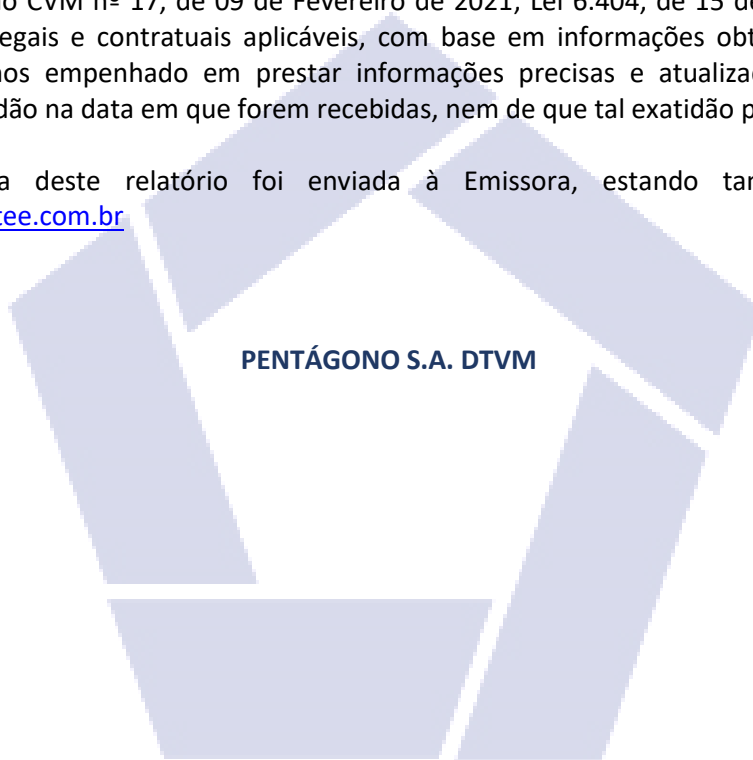 CVM nº 17, de 09 de Fevereiro de 2021, Lei 6.404, de 15 de
egais e contratuais aplicáveis, com base em informações obt
os empenhado em prestar informações precisas e atualiza
dão na data em que forem recebidas, nem de que tal exatidão p
a deste relatório foi enviada à Emissora, estando ta
tee.com.br
PENTÁGONO S.A. DTVM